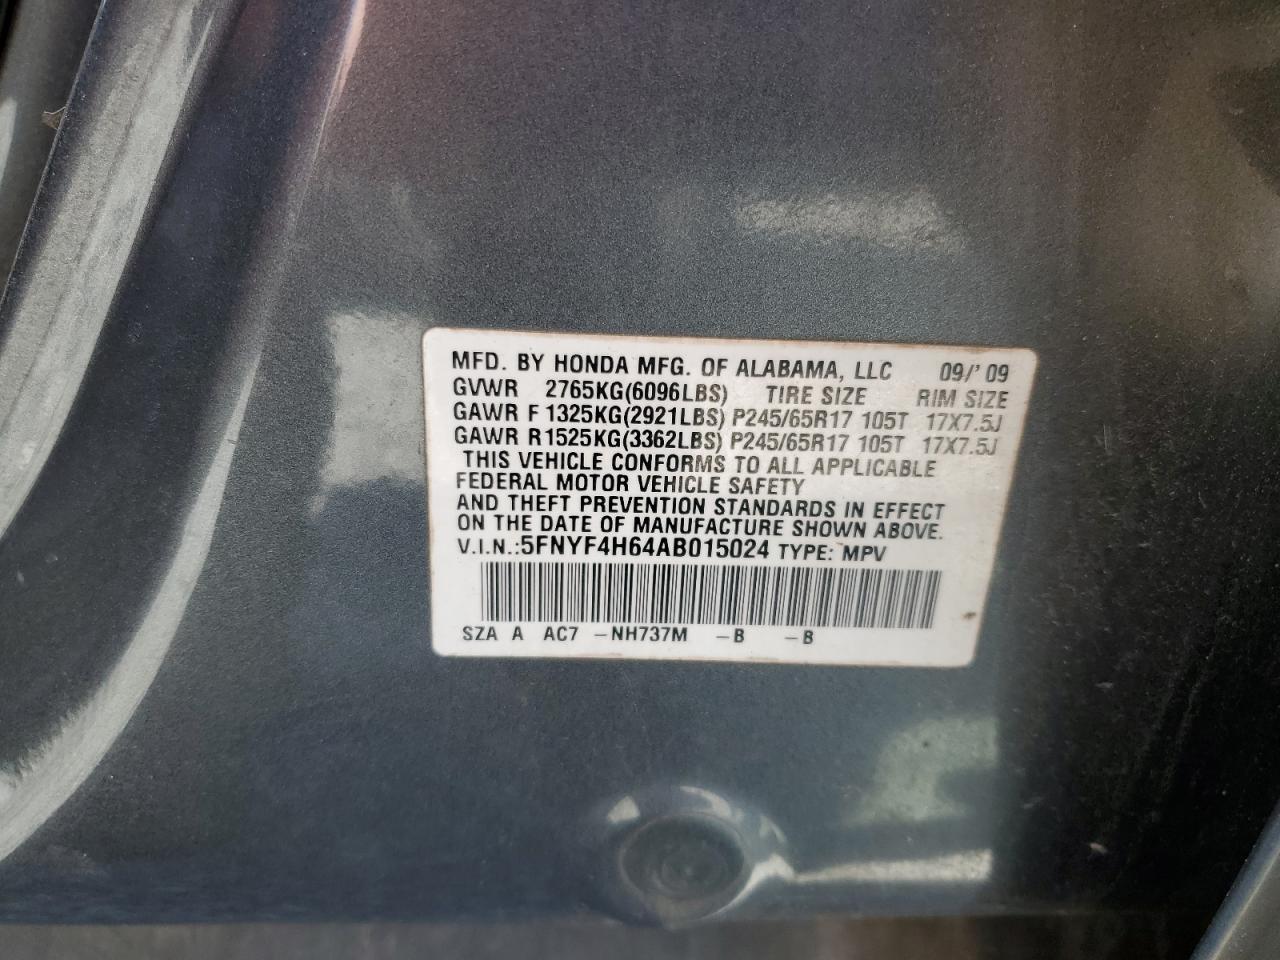 MFD. BY HONDA MFG. OF ALABAMA, LLC 09/'09
GVWR 2765KG(6096LBS) TIRE SIZE RIM SIZE
GAWR F 1325KG(2921LBS) P245/65R17 105T 17X7.5J
GAWR R1525KG(3362LBS) P245/65R17 105T 17X7.5J
THIS VEHICLE CONFORMS TO ALL APPLICABLE
FEDERAL MOTOR VEHICLE SAFETY
AND THEFT PREVENTION STANDARDS IN EFFECT
ON THE DATE OF MANUFACTURE SHOWN ABOVE.
V.I.N.:5FNYF4H64AB015024 TYPE: MPV
SZA A AC7 -NH737M -B -B